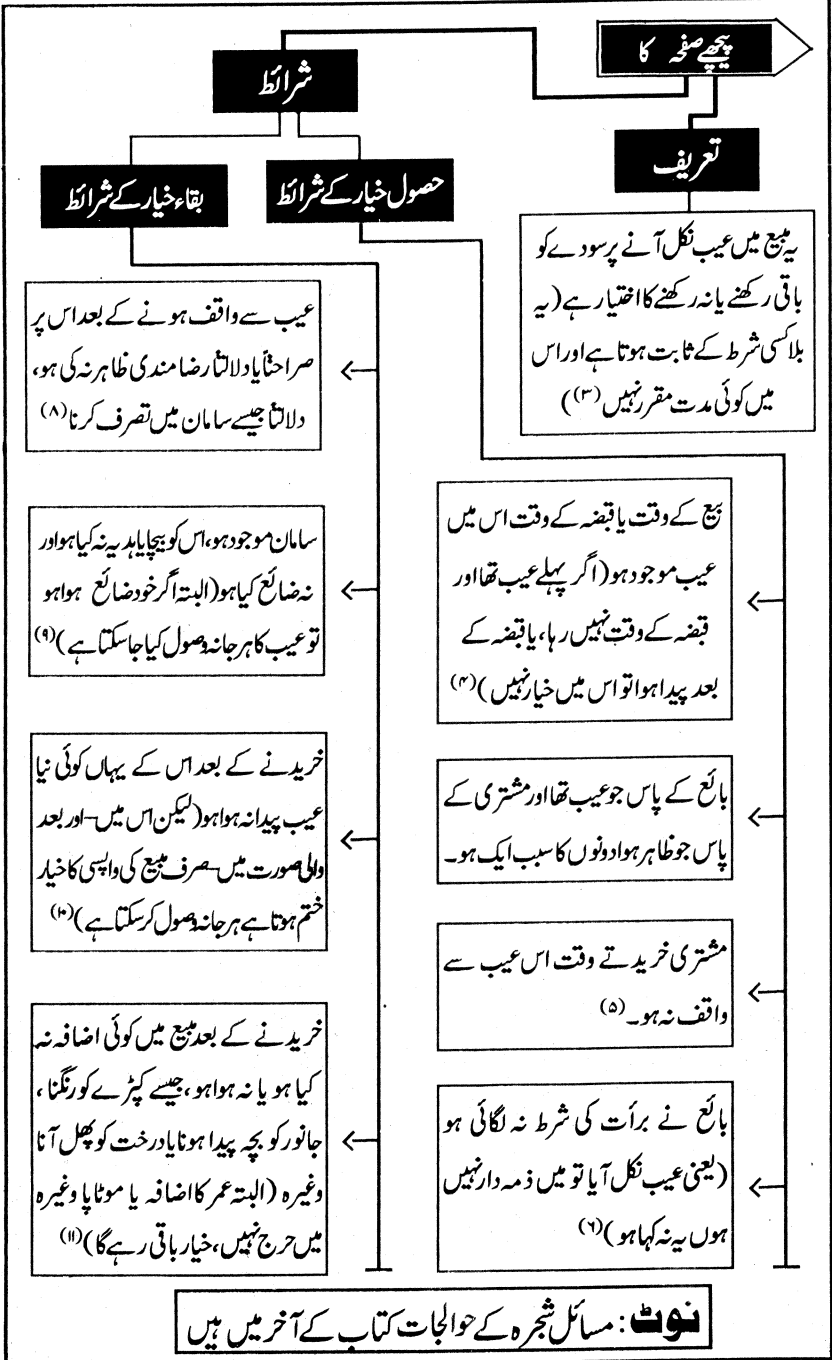 پیچھے صفحہ کا
تعریف
یہ مبیع میں عیب نکل آنے پر سودے کو
باقی رکھنے یا نہ رکھنے کا اختیار ہے (یہ
بلا کسی شرط کے ثابت ہوتا ہے اور اس
میں کوئی مدت مقرر نہیں (۳))
شرائط
حصول خیار کے شرائط
بیع کے وقت یا قبضہ کے وقت اس میں
عیب موجود ہو (اگر پہلے عیب تھا اور
قبضہ کے وقت نہیں رہا، یا قبضہ کے
بعد پیدا ہوا تو اس میں خیار نہیں)(۴)
بائع کے پاس جو عیب تھا اور مشتری کے
پاس جو ظاہر ہوا دونوں کا سبب ایک ہو۔
مشتری خریدتے وقت اس عیب سے
واقف نہ ہو۔(۵)
بائع نے برأت کی شرط نہ لگائی ہو
(یعنی عیب نکل آیا تو میں ذمہ دار نہیں
ہوں یہ نہ کہا ہو)(۶)
بقاء خیار کے شرائط
عیب سے واقف ہونے کے بعد اس پر
صراحتاً یا دلالتاً رضامندی ظاہر نہ کی ہو،
دلالتاً جیسے سامان میں تصرف کرنا(۸)
سامان موجود ہو، اس کو بیچا یا ہدیہ نہ کیا ہو اور
نہ ضائع کیا ہو (البتہ اگر خود ضائع ہوا ہو
تو عیب کا ہرجانہ وصول کیا جاسکتا ہے)(۹)
خریدنے کے بعد اس کے یہاں کوئی نیا
عیب پیدا نہ ہوا ہو (لیکن اس میں -اور بعد
والی صورت میں- صرف مبیع کی واپسی کا خیار
ختم ہوتا ہے ہرجانہ وصول کرسکتا ہے)(۱۰)
خریدنے کے بعد مبیع میں کوئی اضافہ نہ
کیا ہو یا نہ ہوا ہو، جیسے کپڑے کو رنگنا،
جانور کو بچہ پیدا ہونا یا درخت کو پھل آنا
وغیرہ (البتہ عمر کا اضافہ یا موٹاپا وغیرہ
میں حرج نہیں، خیار باقی رہے گا)(۱۱)
نوٹ: مسائل شجرہ کے حوالجات کتاب کے آخر میں ہیں